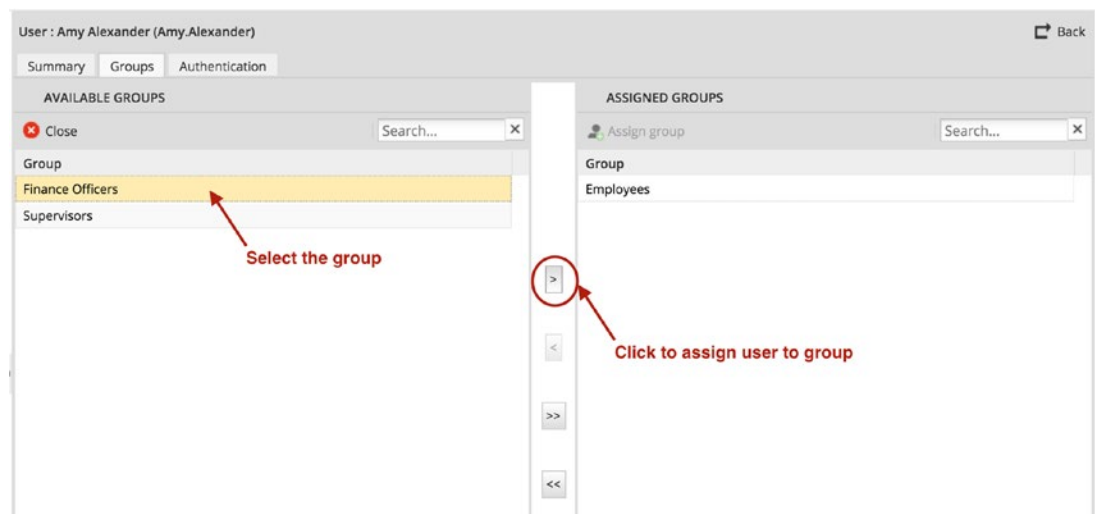 User : Amy Alexander (Amy.Alexander)
Back
Summary Groups Authentication
AVAILABLE GROUPS
ASSIGNED GROUPS
Close
Search...
Assign group
Search...
Group
Group
Finance Officers
Employees
Supervisors
Select the group
>
<
Click to assign user to group
>>
<<